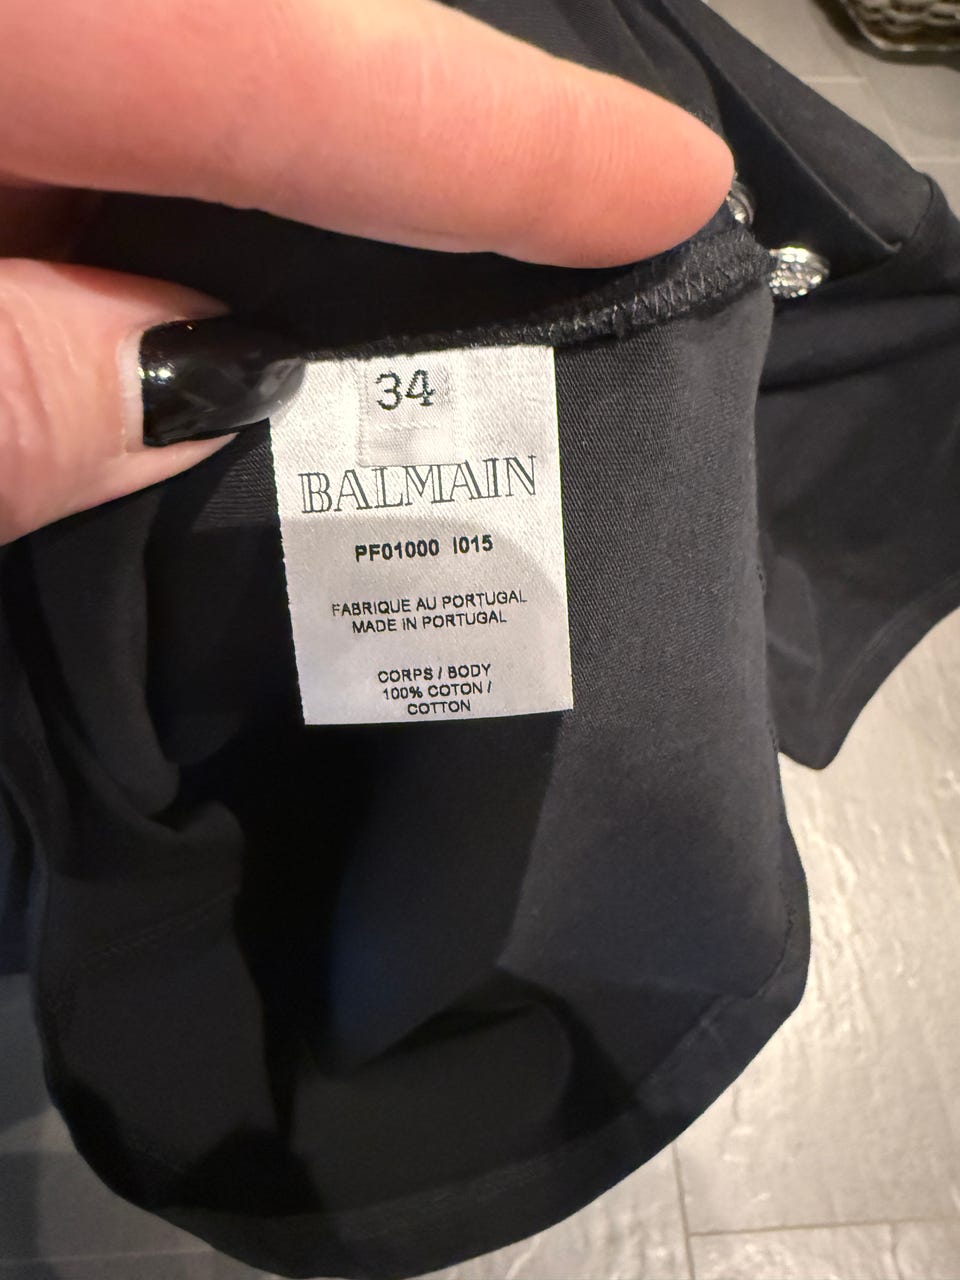 34
BALMAIN
PF01000 I015
FABRIQUE AU PORTUGAL
MADE IN PORTUGAL
CORPS / BODY
100% COTON /
COTTON